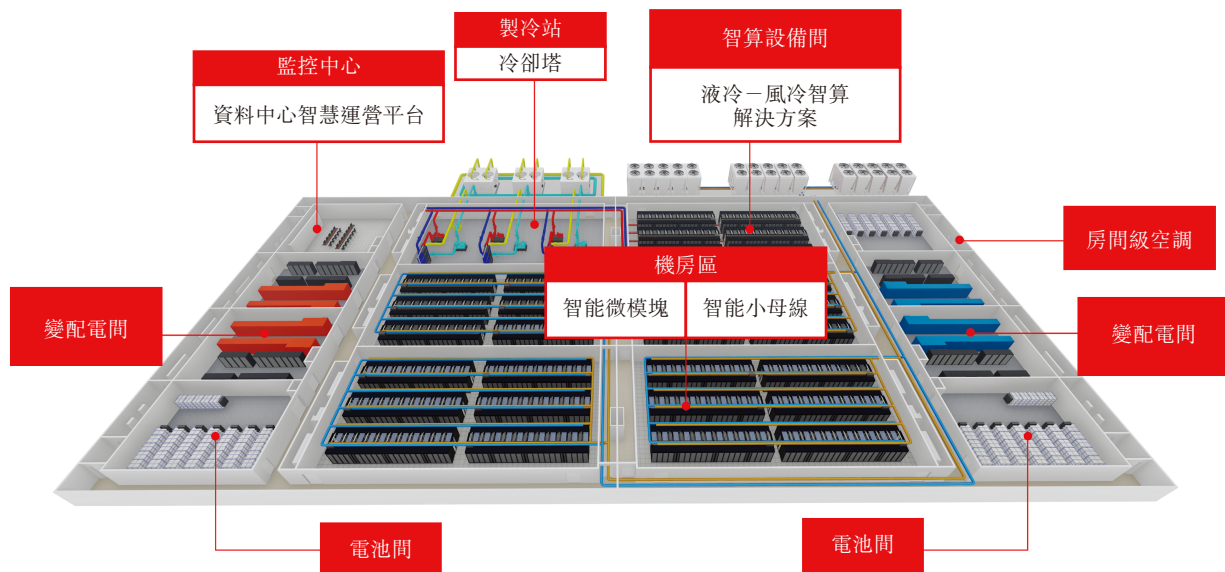 製冷站
冷卻塔
智算設備間
液冷－風冷智算
解決方案
監控中心
資料中心智慧運營平台
房間級空調
機房區
智能微模塊
智能小母線
變配電間
變配電間
電池間
電池間